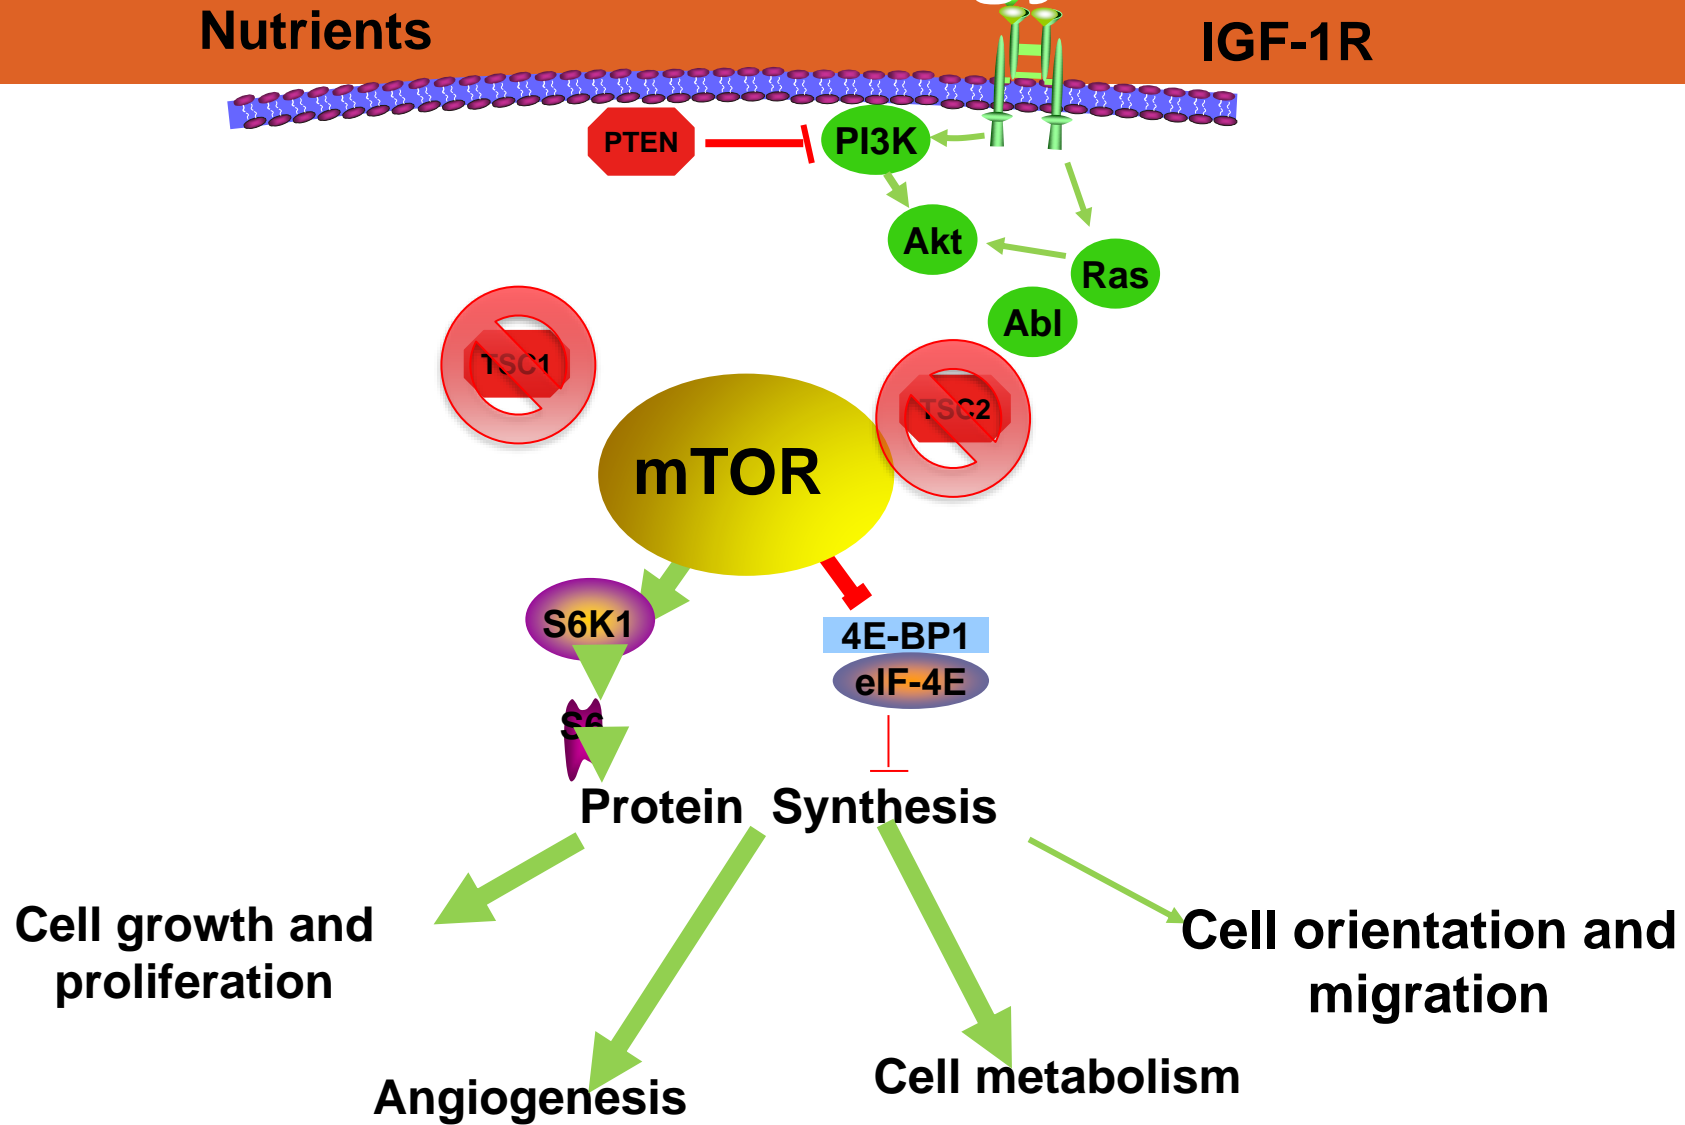 Nutrients
IGF-1R
PTEN
PI3K
Akt
Ras
Abl
TSC1
TSC2
mTOR
S6K1
4E-BP1
eIF-4E
S6
Protein Synthesis
Cell growth and
proliferation
Cell orientation and
migration
Angiogenesis
Cell metabolism